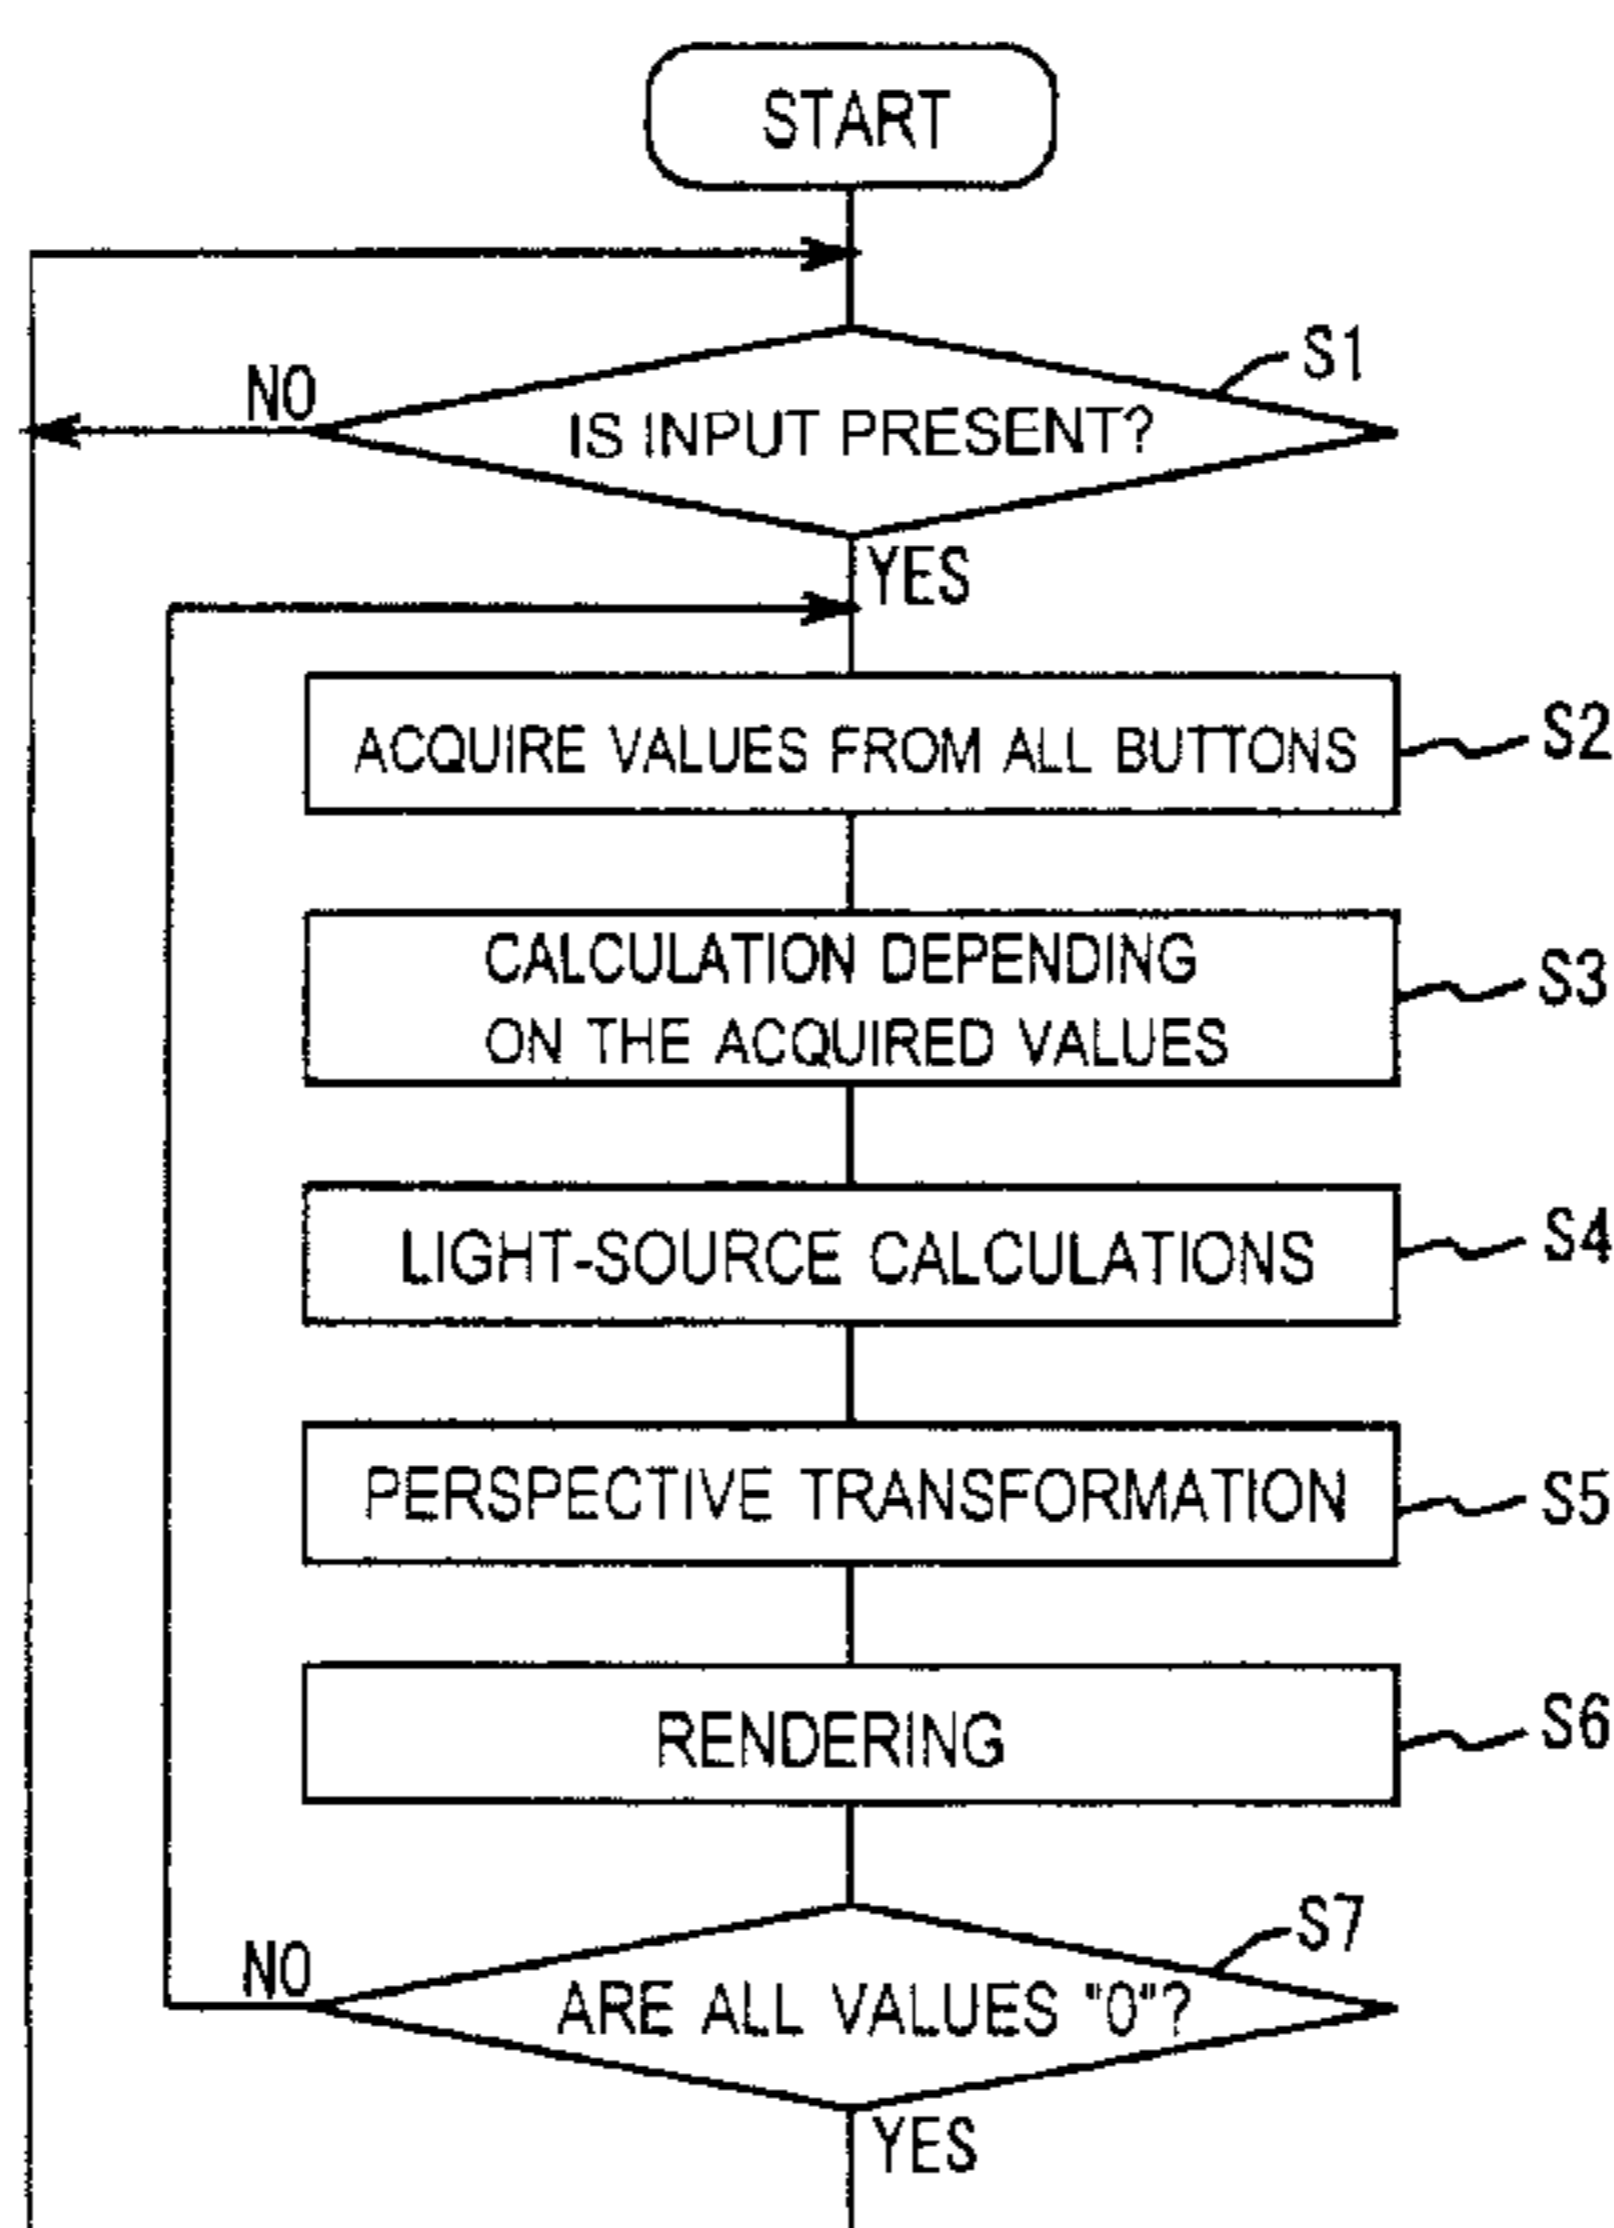 START
S1
NO
IS INPUT PRESENT?
YES
ACQUIRE VALUES FROM ALL BUTTONS
S2
CALCULATION DEPENDING
ON THE ACQUIRED VALUES
S3
LIGHT-SOURCE CALCULATIONS
S4
PERSPECTIVE TRANSFORMATION
S5
RENDERING
S6
S7
NO
ARE ALL VALUES "0"?
YES